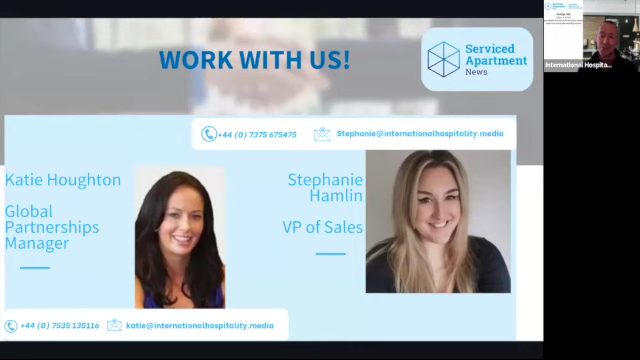 WORK WITH US!
Serviced
Apartment
News
+44 (0) 7375 675475
Stephanie@internationalhospitality.media
Katie Houghton
Global
Partnerships
Manager
Stephanie
Hamlin
VP of Sales
+44 (0) 7535 135116
katie@internationalhospitality.media
International Hospita...